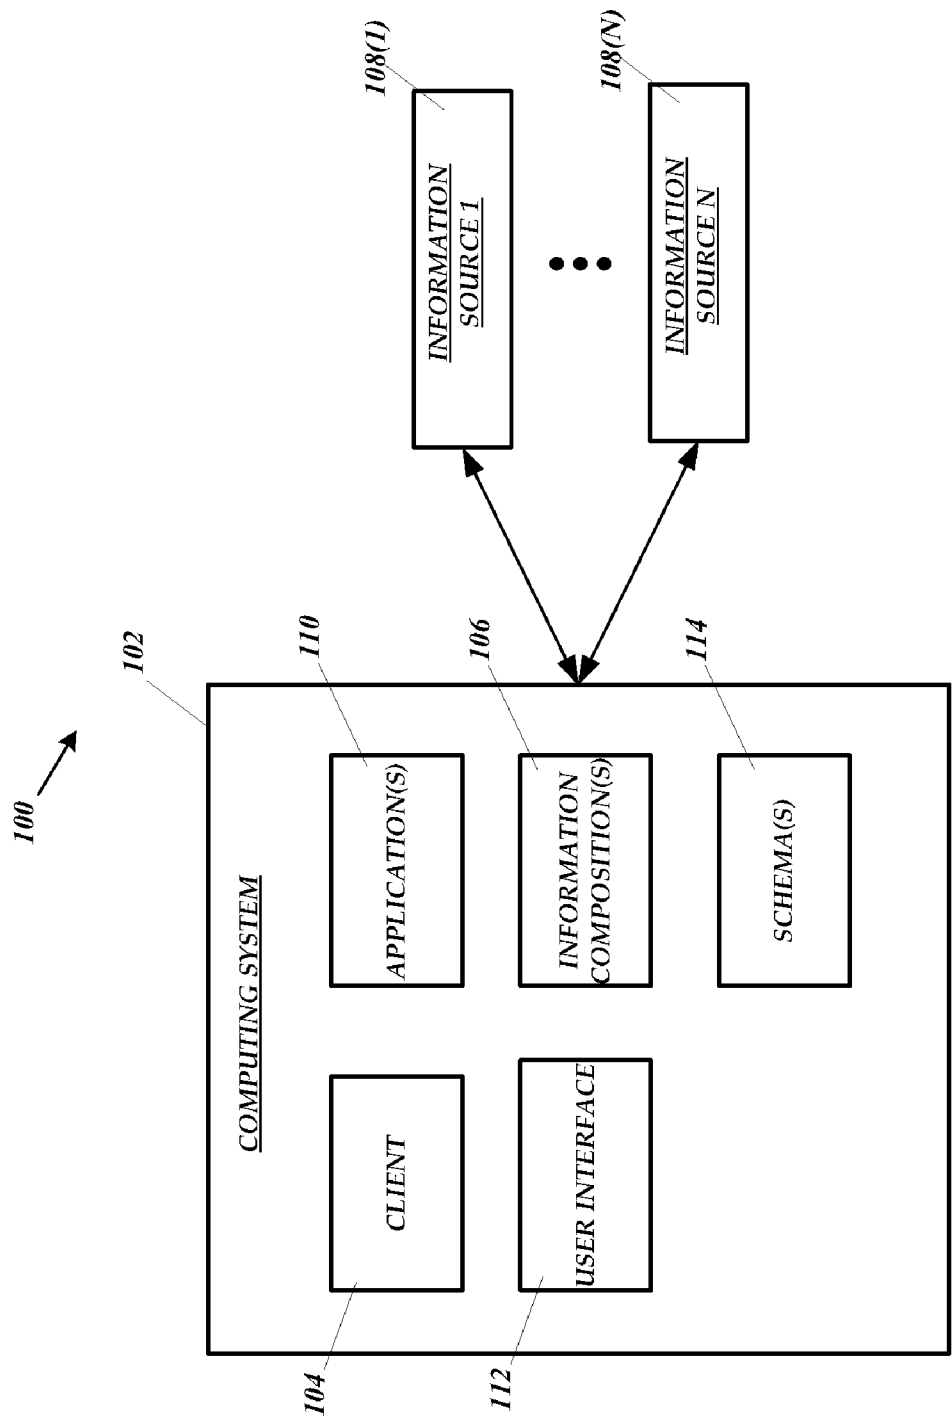 100
102
COMPUTING SYSTEM
104
CLIENT
110
APPLICATION(S)
112
USER INTERFACE
106
INFORMATION
COMPOSITION(S)
114
SCHEMA(S)
108(1)
INFORMATION
SOURCE 1
108(N)
INFORMATION
SOURCE N